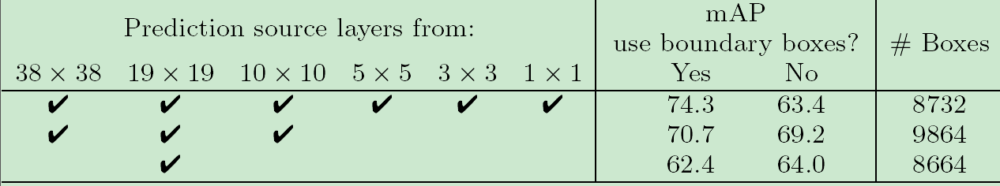 mAP
Prediction source layers from:
use boundary boxes?
# Boxes
38 × 38 19 × 19 10 × 10 5 × 5 3 × 3 1 × 1 Yes No
✔ ✔ ✔ ✔ ✔ ✔ 74.3 63.4 8732
✔ ✔ ✔ 70.7 69.2 9864
✔ 62.4 64.0 8664